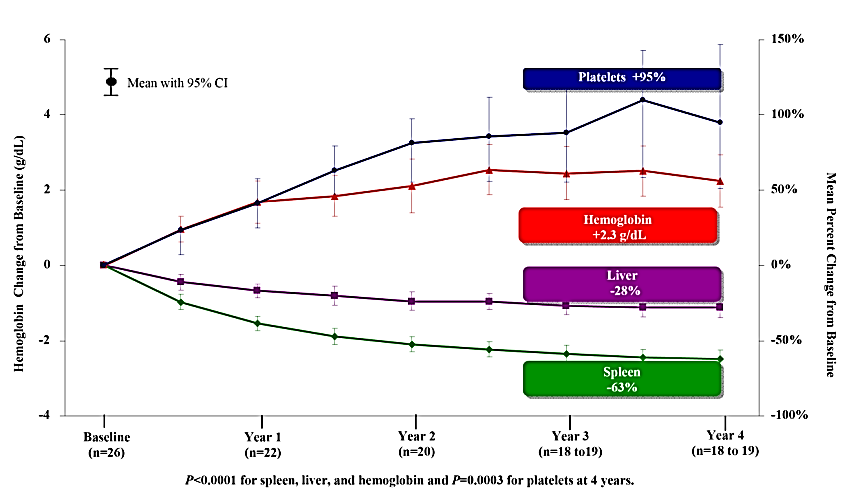 6
4
2
0
-2
-4
Hemoglobin Change from Baseline (g/dL)
Mean with 95% CI
Platelets +95%
Hemoglobin
+2.3 g/dL
Liver
-28%
Spleen
-63%
150%
100%
50%
0%
-50%
-100%
Mean Percent Change from Baseline
Baseline
(n=26)
Year 1
(n=22)
Year 2
(n=20)
Year 3
(n=18 to19)
Year 4
(n=18 to 19)
P<0.0001 for spleen, liver, and hemoglobin and P=0.0003 for platelets at 4 years.